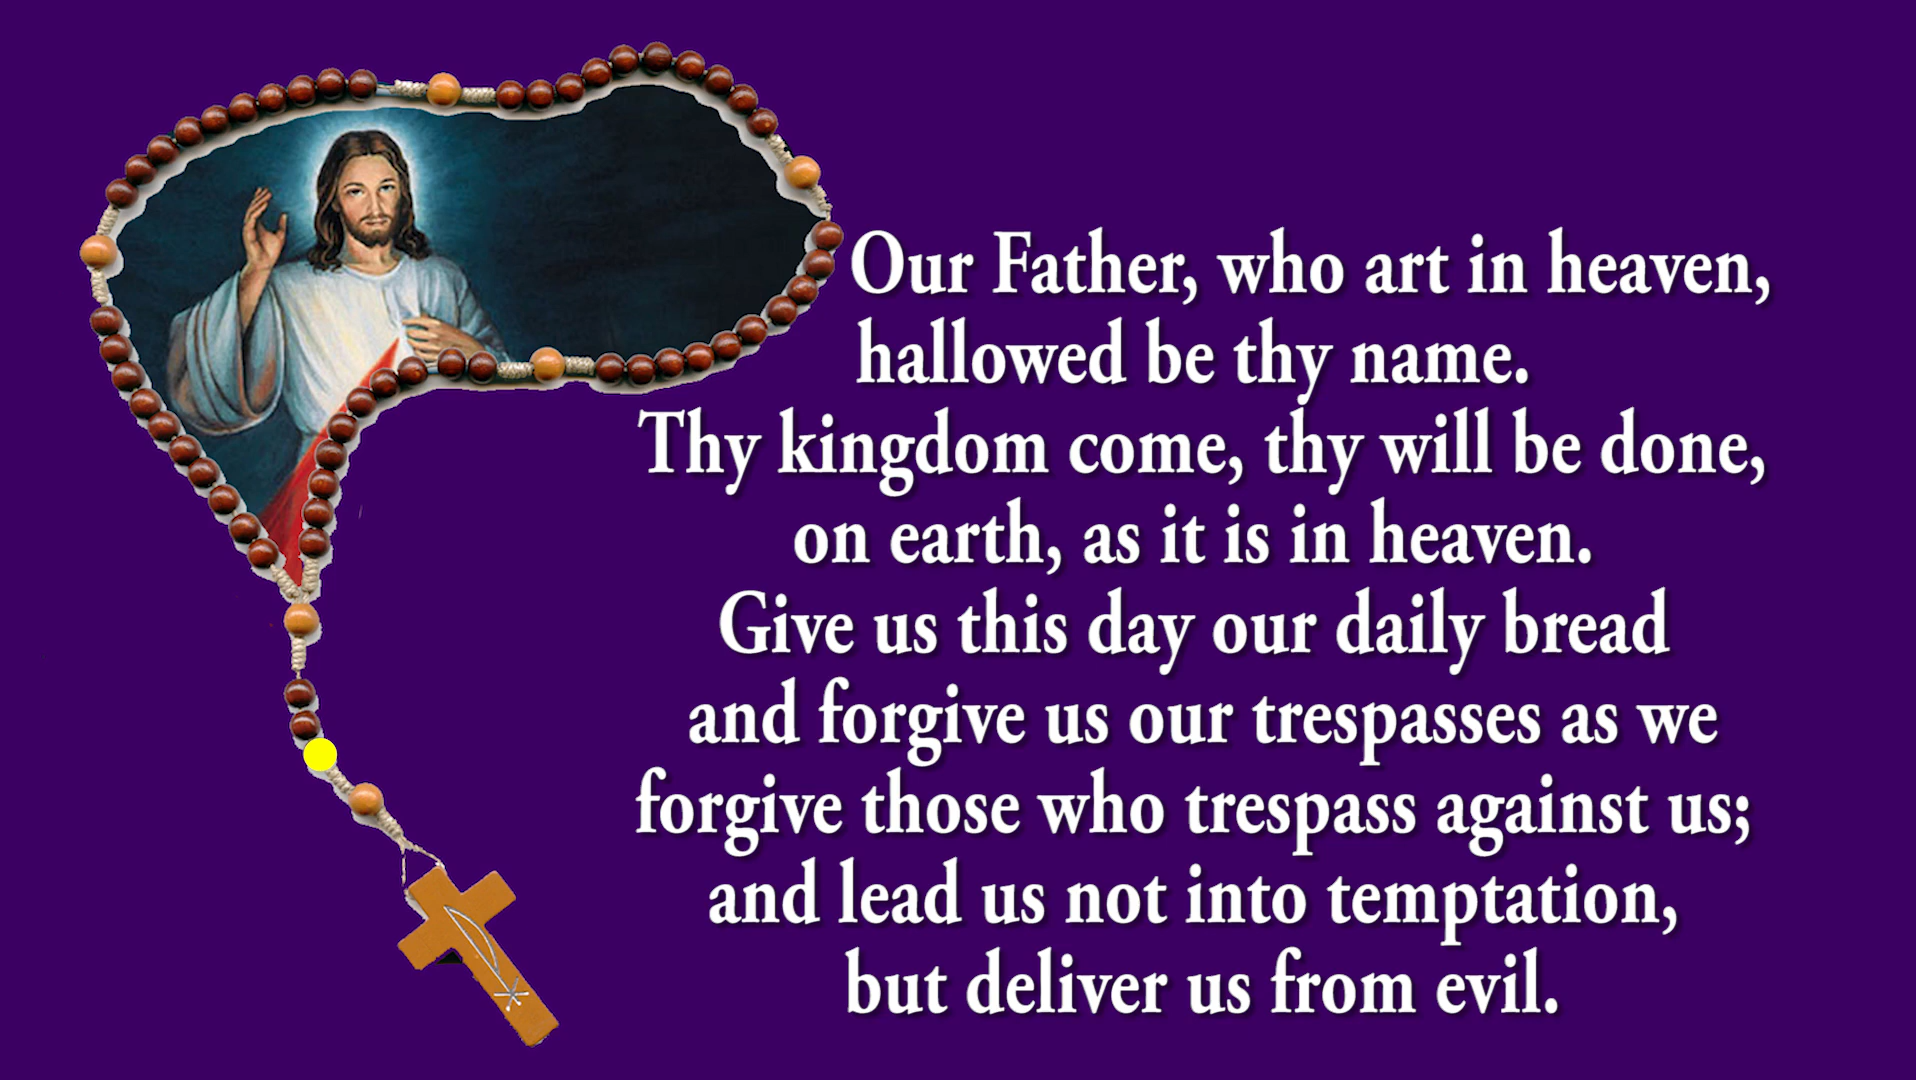 Our Father, who art in heaven,
hallowed be thy name.
Thy kingdom come, thy will be done,
on earth, as it is in heaven.
Give us this day our daily bread
and forgive us our trespasses as we
forgive those who trespass against us;
and lead us not into temptation,
but deliver us from evil.